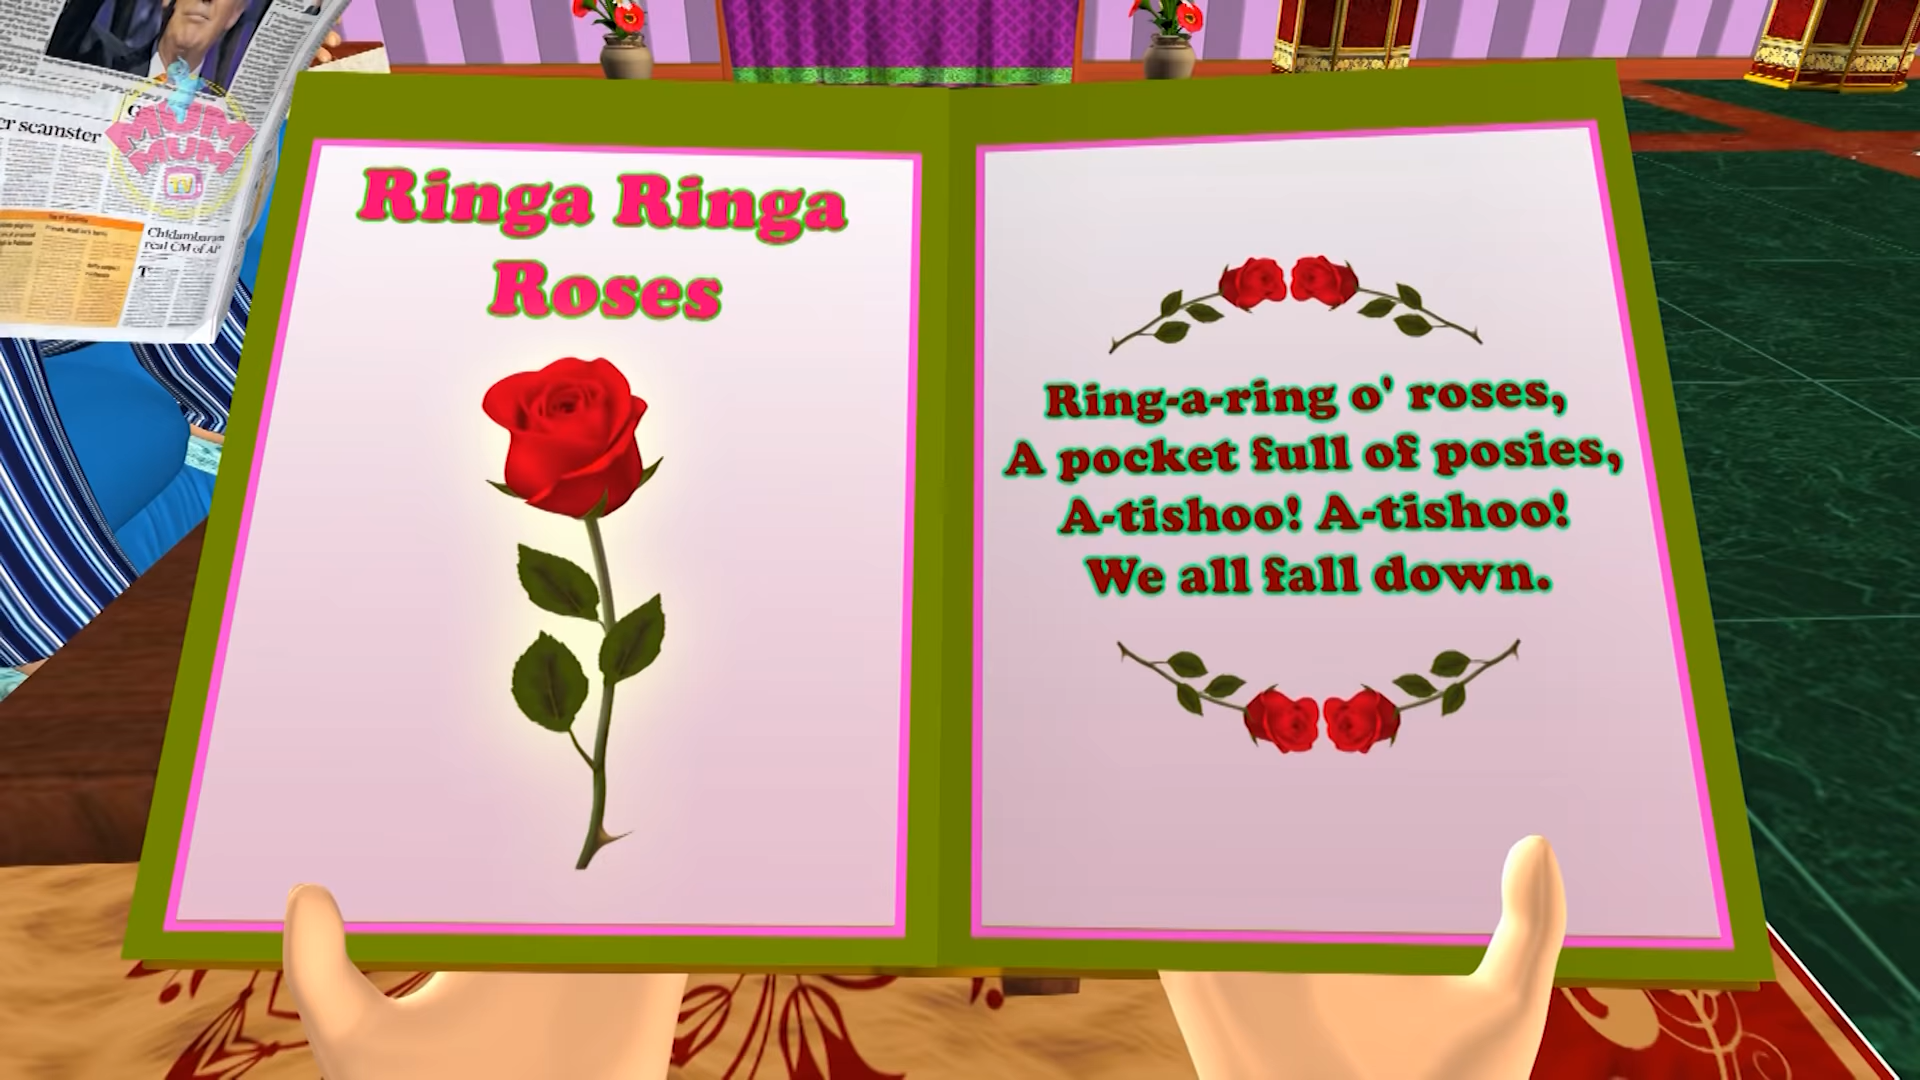 er scamster
MUM
MUM
TV
Chidambaram
real CM of AP
Ringa Ringa
Roses
Ring-a-ring o' roses,
A pocket full of posies,
A-tishoo! A-tishoo!
We all fall down.